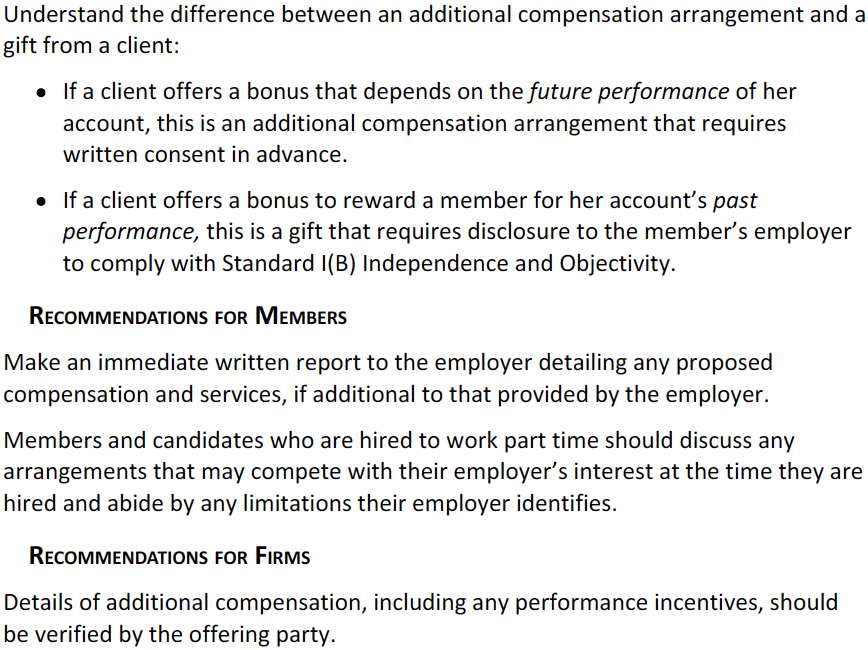 Understand the difference between an additional compensation arrangement and a
gift from a client:
• If a client offers a bonus that depends on the future performance of her
account, this is an additional compensation arrangement that requires
written consent in advance.
• If a client offers a bonus to reward a member for her account’s past
performance, this is a gift that requires disclosure to the member’s employer
to comply with Standard I(B) Independence and Objectivity.
RECOMMENDATIONS FOR MEMBERS
Make an immediate written report to the employer detailing any proposed
compensation and services, if additional to that provided by the employer.
Members and candidates who are hired to work part time should discuss any
arrangements that may compete with their employer’s interest at the time they are
hired and abide by any limitations their employer identifies.
RECOMMENDATIONS FOR FIRMS
Details of additional compensation, including any performance incentives, should
be verified by the offering party.